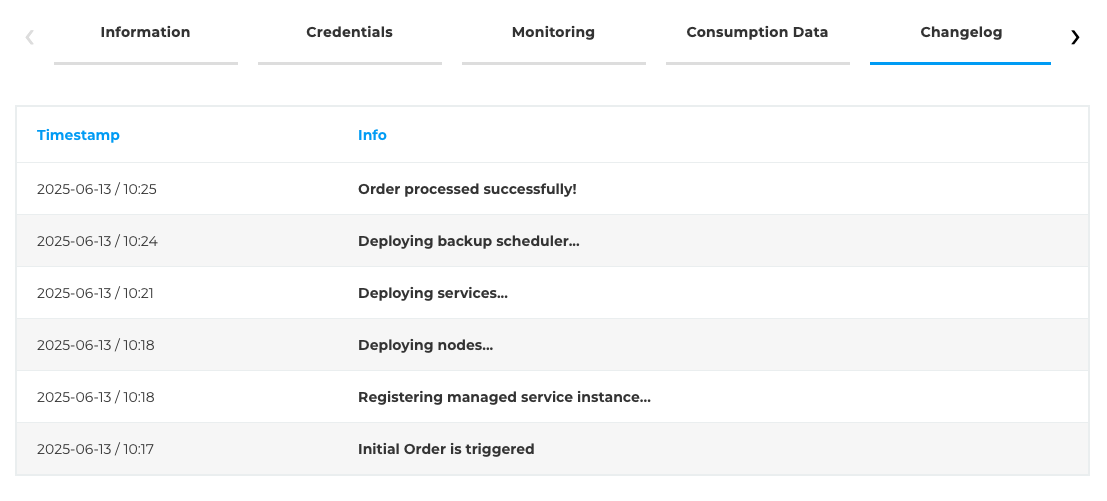 ❮ Information Credentials Monitoring Consumption Data Changelog ❯
Timestamp Info
2025-06-13 / 10:25 Order processed successfully!
2025-06-13 / 10:24 Deploying backup scheduler...
2025-06-13 / 10:21 Deploying services...
2025-06-13 / 10:18 Deploying nodes...
2025-06-13 / 10:18 Registering managed service instance...
2025-06-13 / 10:17 Initial Order is triggered